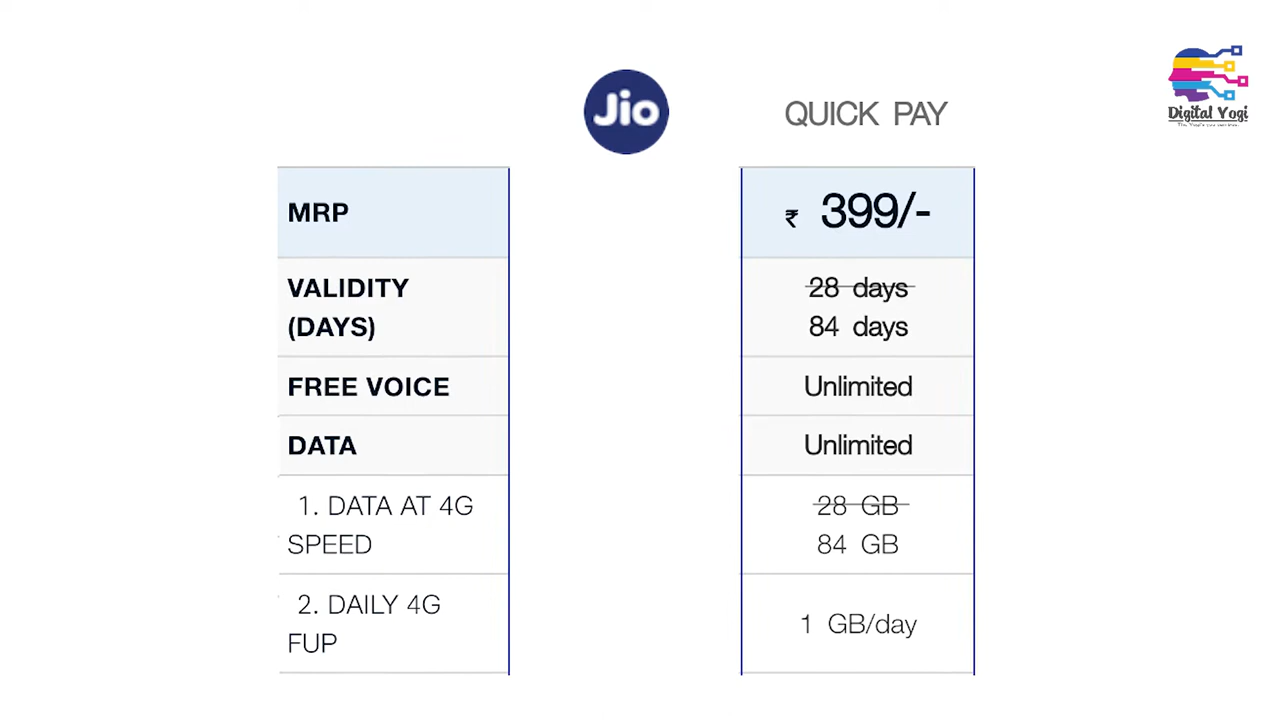 Jio
QUICK PAY
Digital Yogi
MRP
₹ 399/-
VALIDITY
(DAYS)
28 days
84 days
FREE VOICE
Unlimited
DATA
Unlimited
1. DATA AT 4G
SPEED
28 GB
84 GB
2. DAILY 4G
FUP
1 GB/day